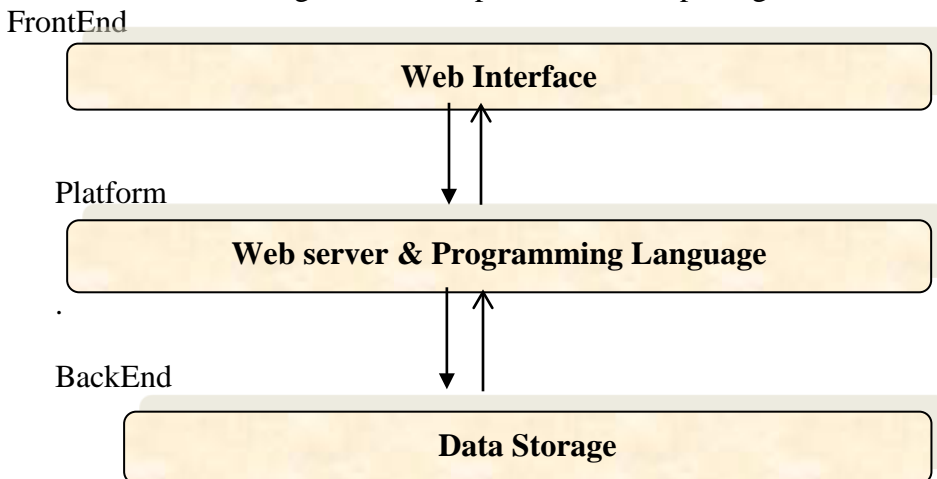 FrontEnd
Web Interface
Platform
Web server & Programming Language
.
BackEnd
Data Storage